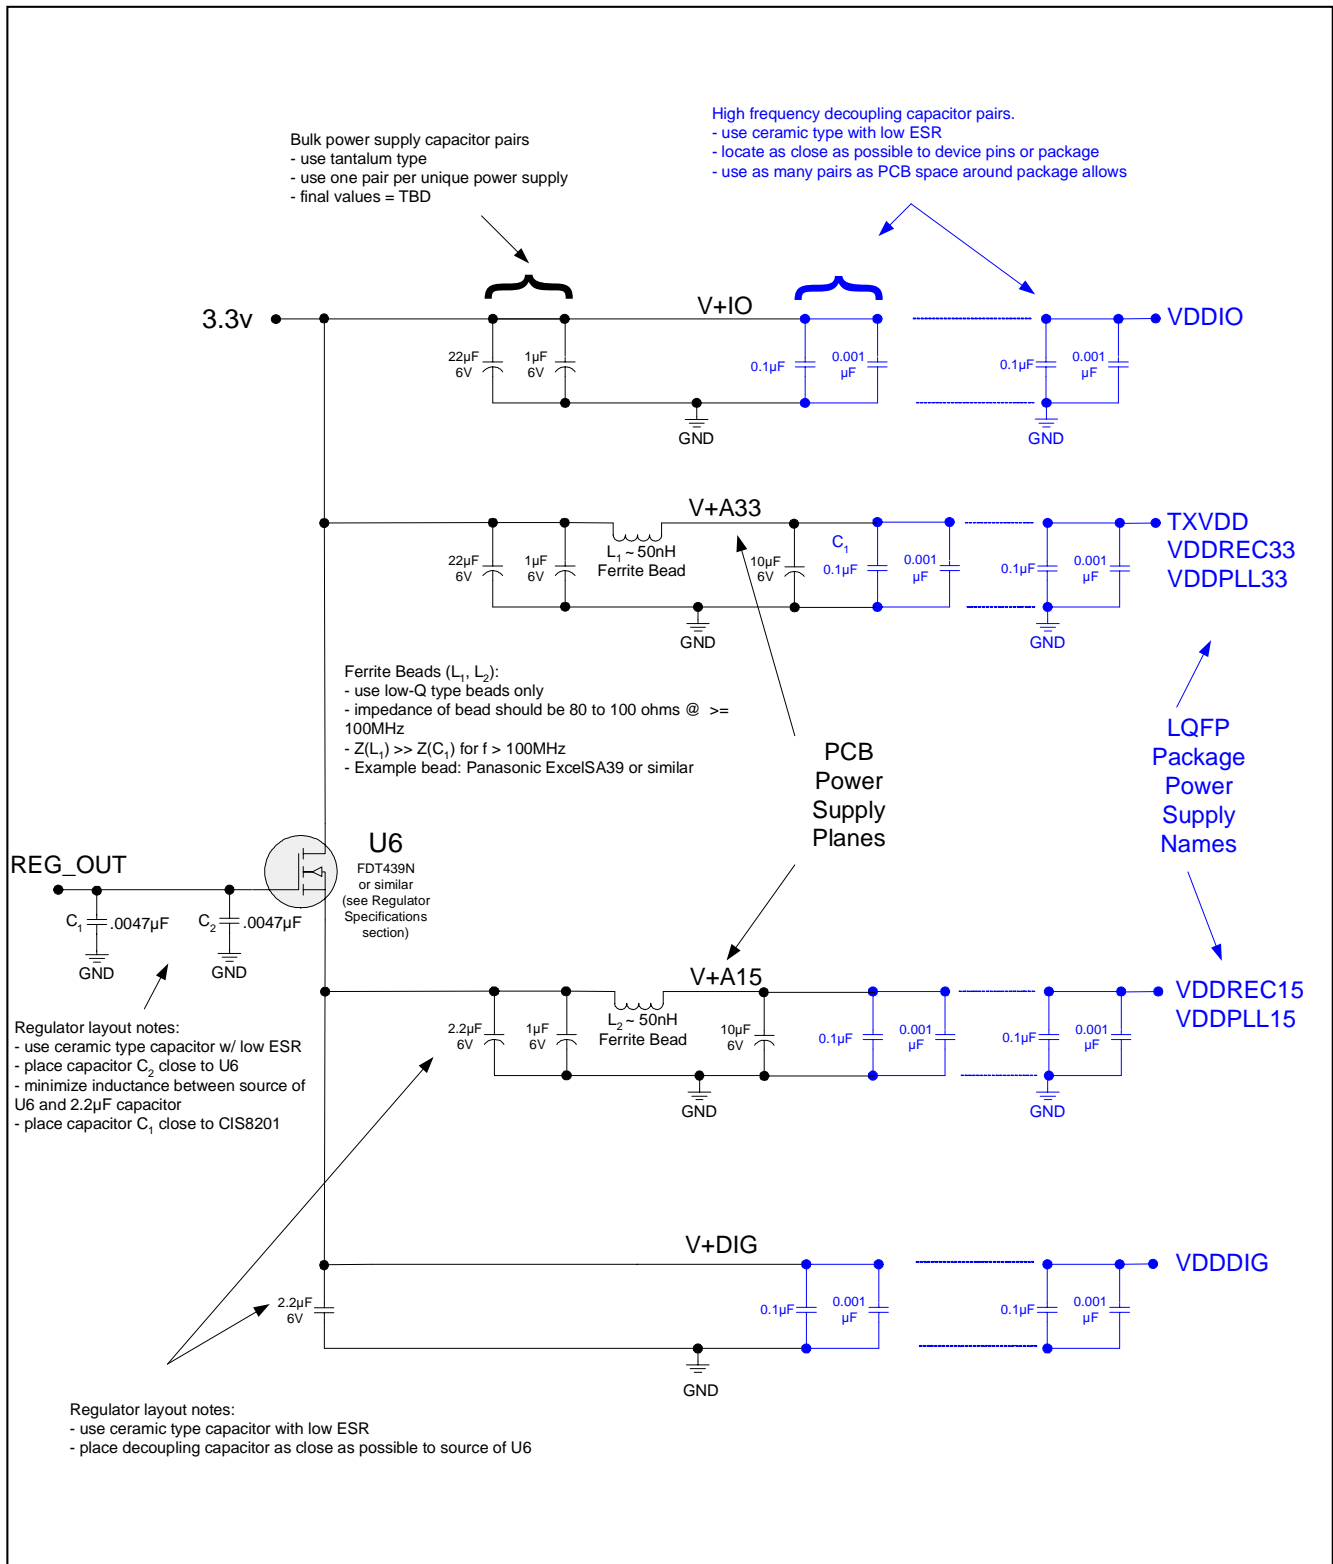 Bulk power supply capacitor pairs
- use tantalum type
- use one pair per unique power supply
- final values = TBD
High frequency decoupling capacitor pairs.
- use ceramic type with low ESR
- locate as close as possible to device pins or package
- use as many pairs as PCB space around package allows
3.3v
V+IO
VDDIO
22µF
6V
1µF
6V
0.1µF
0.001
µF
0.1µF
0.001
µF
GND
GND
V+A33
TXVDD
VDDREC33
VDDPLL33
22µF
6V
1µF
6V
L1 ~ 50nH
Ferrite Bead
10µF
6V
C1
0.1µF
0.001
µF
0.1µF
0.001
µF
GND
GND
Ferrite Beads (L1, L2):
- use low-Q type beads only
- impedance of bead should be 80 to 100 ohms @ >=
100MHz
- Z(L1) >> Z(C1) for f > 100MHz
- Example bead: Panasonic ExcelSA39 or similar
PCB
Power
Supply
Planes
LQFP
Package
Power
Supply
Names
REG_OUT
U6
FDT439N
or similar
(see Regulator
Specifications
section)
C1
.0047µF
C2
.0047µF
GND
GND
V+A15
VDDREC15
VDDPLL15
2.2µF
6V
1µF
6V
L2 ~ 50nH
Ferrite Bead
10µF
6V
0.1µF
0.001
µF
0.1µF
0.001
µF
GND
GND
Regulator layout notes:
- use ceramic type capacitor w/ low ESR
- place capacitor C2 close to U6
- minimize inductance between source of
U6 and 2.2µF capacitor
- place capacitor C1 close to CIS8201
V+DIG
VDDDIG
2.2µF
6V
0.1µF
0.001
µF
0.1µF
0.001
µF
GND
Regulator layout notes:
- use ceramic type capacitor with low ESR
- place decoupling capacitor as close as possible to source of U6